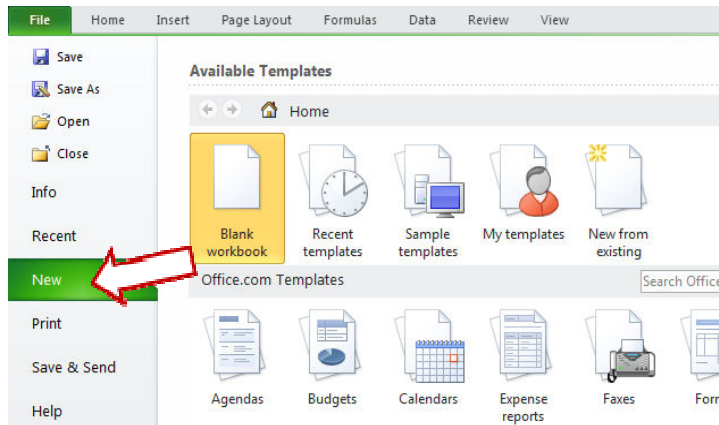 File Home Insert Page Layout Formulas Data Review View
Save
Save As
Open
Close
Info
Recent
New
Print
Save & Send
Help
Available Templates
Home
Blank workbook
Recent templates
Sample templates
My templates
New from existing
Office.com Templates
Search Office
Agendas
Budgets
Calendars
Expense reports
Faxes